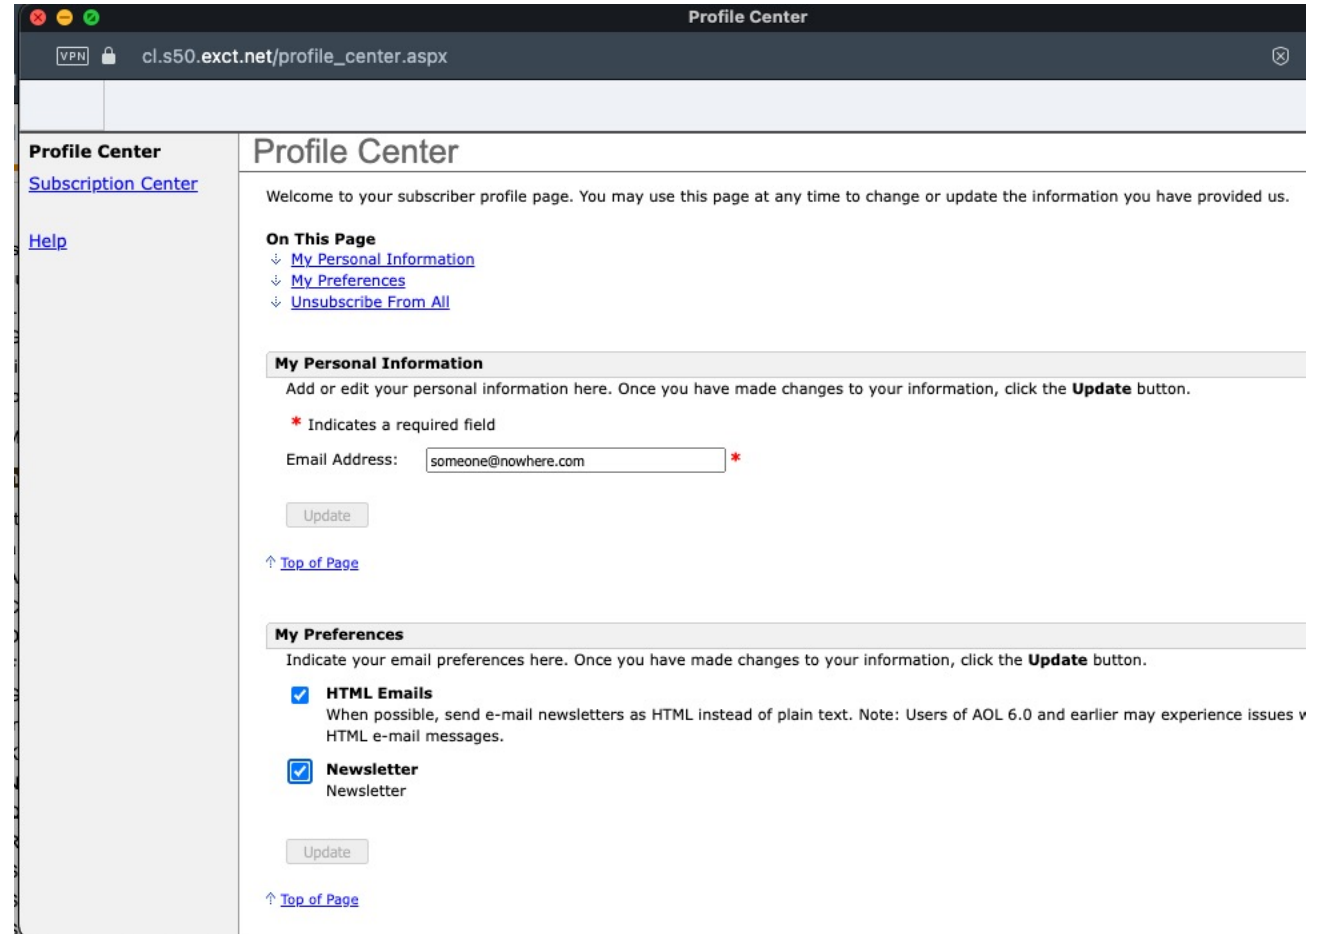 Profile Center
VPN cl.s50.exct.net/profile_center.aspx
Profile Center
Subscription Center
Help
Profile Center
Welcome to your subscriber profile page. You may use this page at any time to change or update the information you have provided us.
On This Page
My Personal Information
My Preferences
Unsubscribe From All
My Personal Information
Add or edit your personal information here. Once you have made changes to your information, click the Update button.
* Indicates a required field
Email Address: someone@nowhere.com *
Update
Top of Page
My Preferences
Indicate your email preferences here. Once you have made changes to your information, click the Update button.
HTML Emails
When possible, send e-mail newsletters as HTML instead of plain text. Note: Users of AOL 6.0 and earlier may experience issues
HTML e-mail messages.
Newsletter
Newsletter
Update
Top of Page